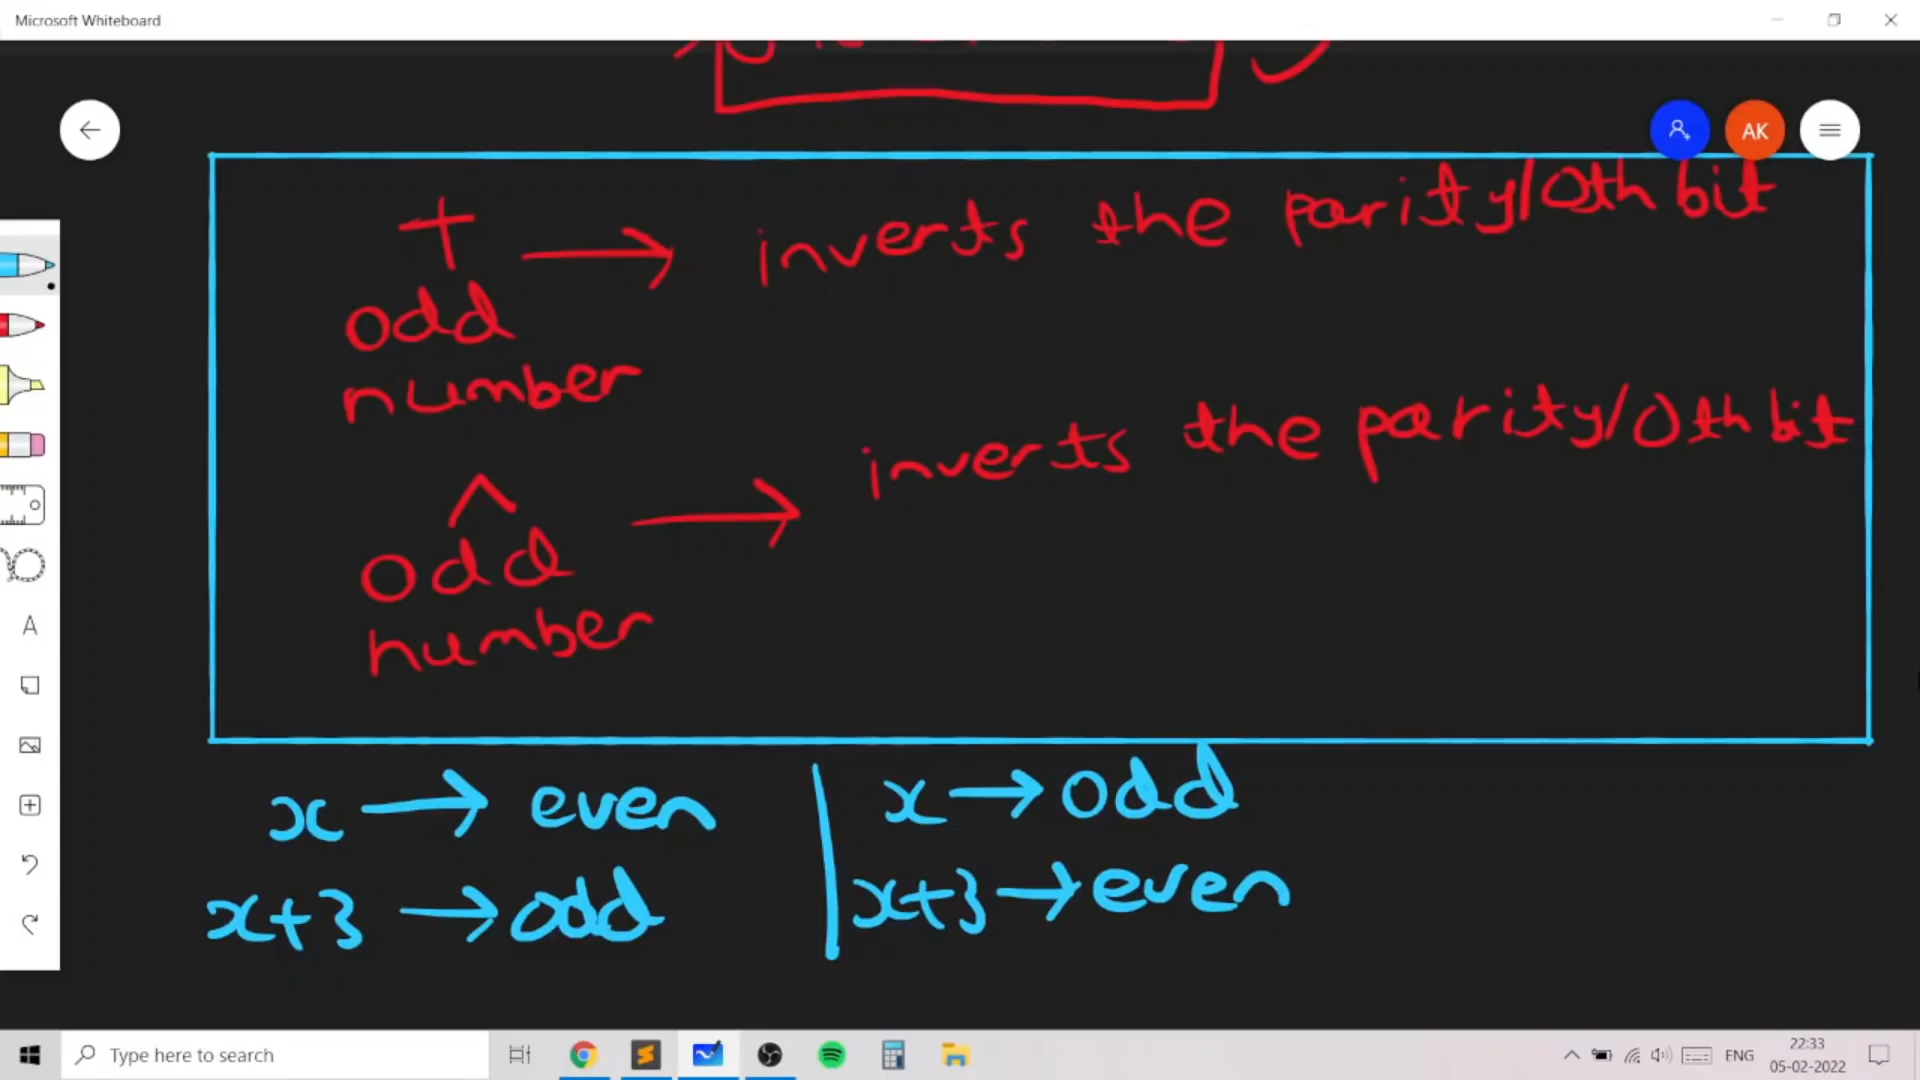 Microsoft Whiteboard
AK
+ → inverts the parity/0th bit
odd
number
^ → inverts the parity/0th bit
odd
number
x → even | x → odd
x+3 → odd | x+3 → even
A
Type here to search
ENG
22:33
05-02-2022